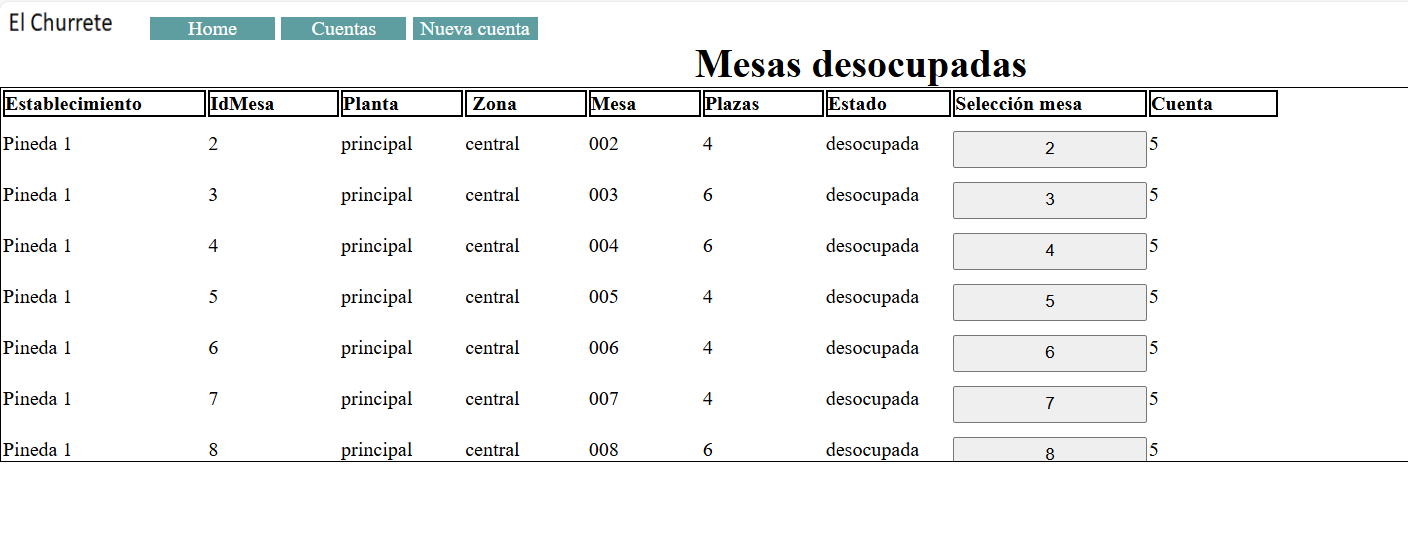 El Churrete Home Cuentas Nueva cuenta
Mesas desocupadas
Establecimiento IdMesa Planta Zona Mesa Plazas Estado Selección mesa Cuenta
Pineda 1 2 principal central 002 4 desocupada 2 5
Pineda 1 3 principal central 003 6 desocupada 3 5
Pineda 1 4 principal central 004 6 desocupada 4 5
Pineda 1 5 principal central 005 4 desocupada 5 5
Pineda 1 6 principal central 006 4 desocupada 6 5
Pineda 1 7 principal central 007 4 desocupada 7 5
Pineda 1 8 principal central 008 6 desocupada 8 5